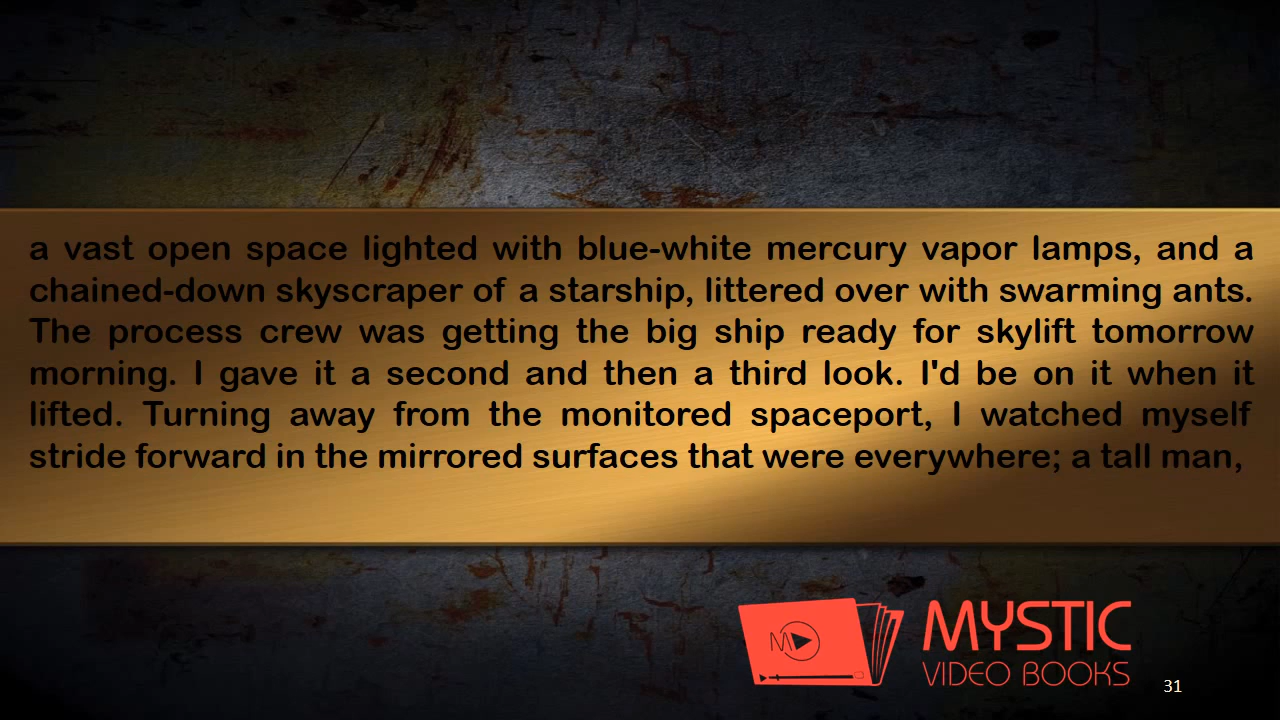 a vast open space lighted with blue-white mercury vapor lamps, and a
chained-down skyscraper of a starship, littered over with swarming ants.
The process crew was getting the big ship ready for skylift tomorrow
morning. I gave it a second and then a third look. I'd be on it when it
lifted. Turning away from the monitored spaceport, I watched myself
stride forward in the mirrored surfaces that were everywhere; a tall man,
M
MYSTIC
VIDEO BOOKS
31